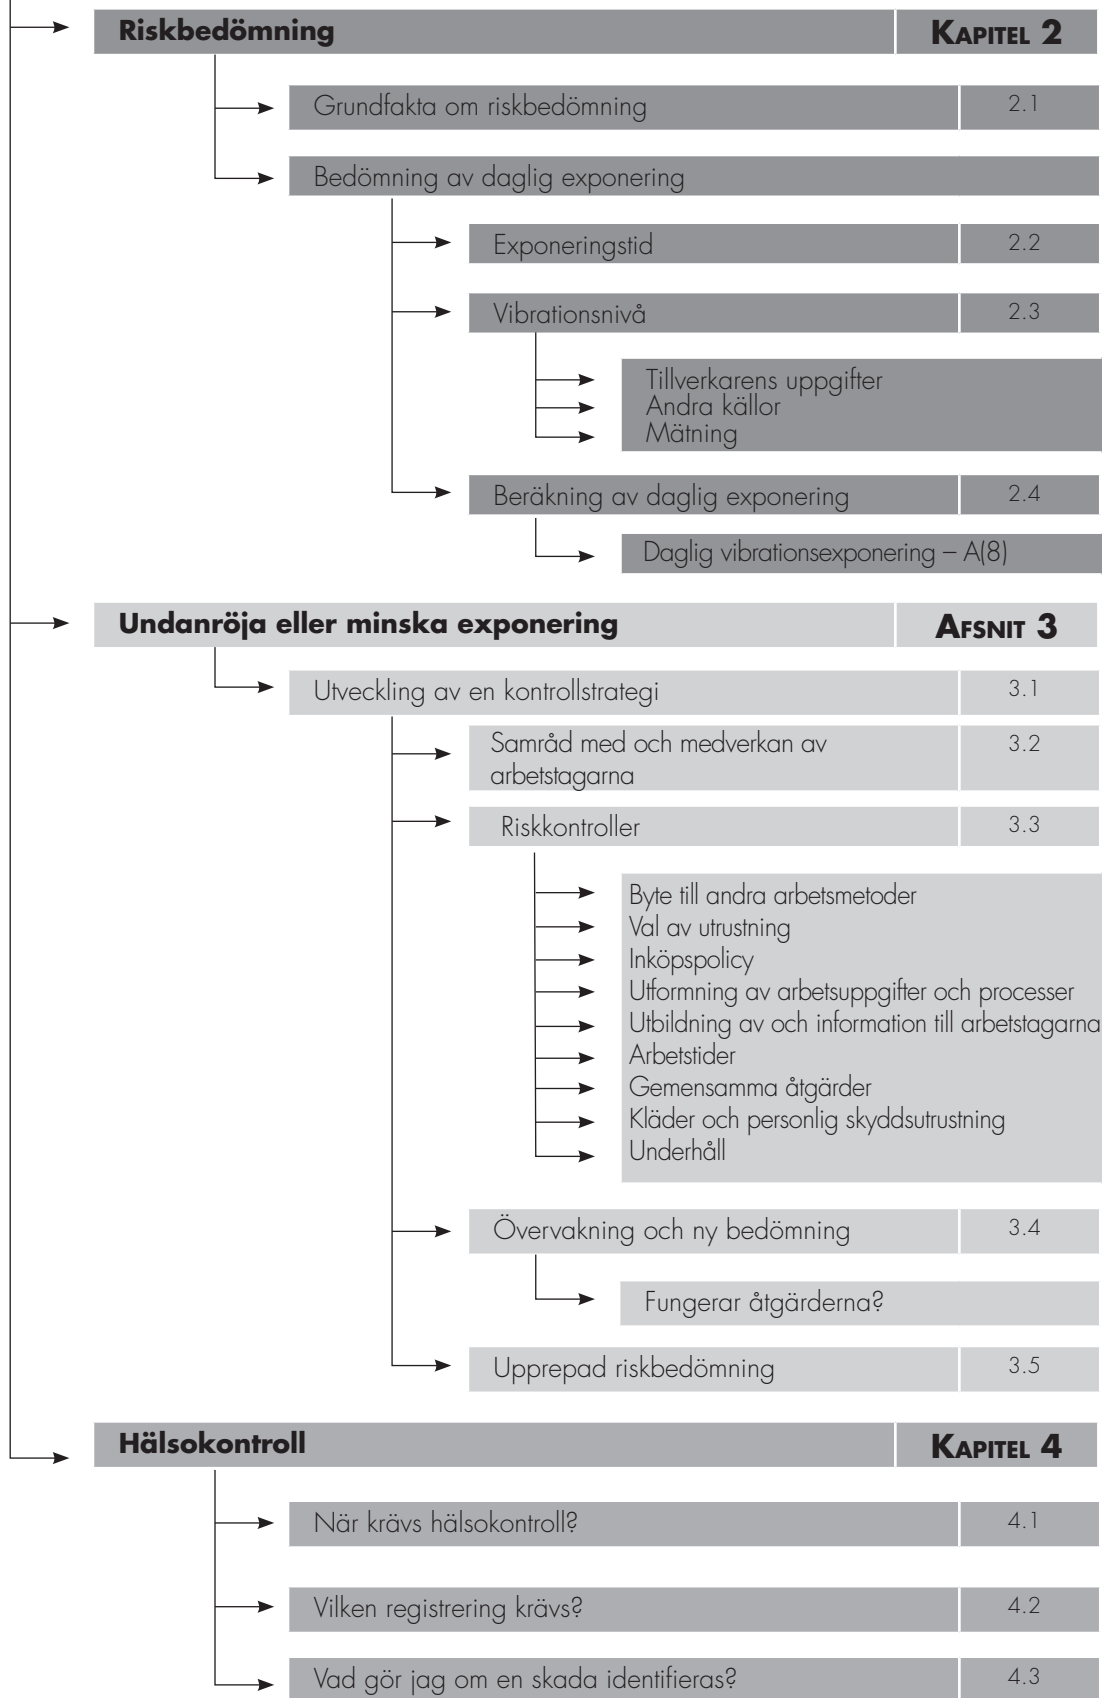 Riskbedömning KAPITEL 2
Grundfakta om riskbedömning 2.1
Bedömning av daglig exponering
Exponeringstid 2.2
Vibrationsnivå 2.3
Tillverkarens uppgifter
Andra källor
Mätning
Beräkning av daglig exponering 2.4
Daglig vibrationsexponering – A(8)
Undanröja eller minska exponering AFSNIT 3
Utveckling av en kontrollstrategi 3.1
Samråd med och medverkan av 3.2
arbetstagarna
Riskkontroller 3.3
Byte till andra arbetsmetoder
Val av utrustning
Inköpspolicy
Utformning av arbetsuppgifter och processer
Utbildning av och information till arbetstagarna
Arbetstider
Gemensamma åtgärder
Kläder och personlig skyddsutrustning
Underhåll
Övervakning och ny bedömning 3.4
Fungerar åtgärderna?
Upprepad riskbedömning 3.5
Hälsokontroll KAPITEL 4
När krävs hälsokontroll? 4.1
Vilken registrering krävs? 4.2
Vad gör jag om en skada identifieras? 4.3